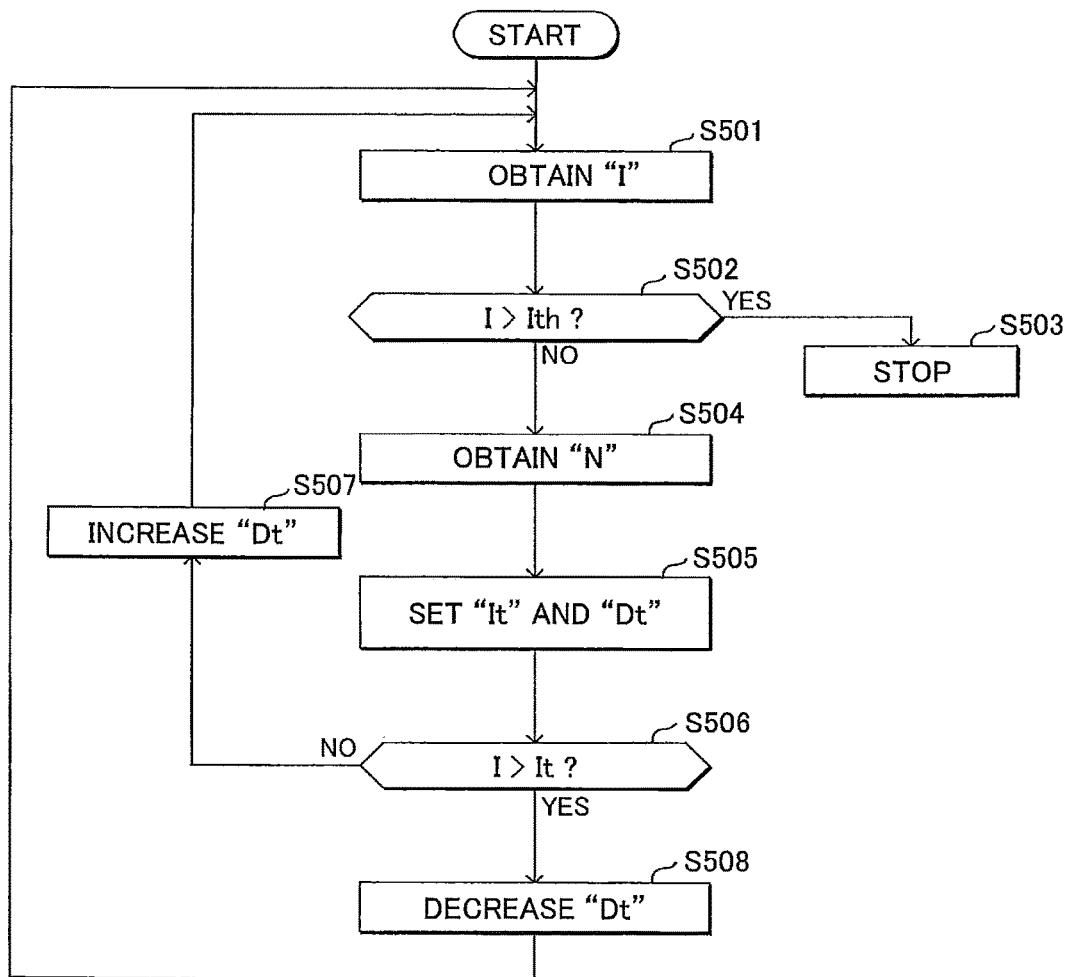 START
S501
OBTAIN “I”
S502
I > Ith ?
YES
S503
STOP
NO
S504
OBTAIN “N”
S507
INCREASE “Dt”
S505
SET “It” AND “Dt”
S506
NO
I > It ?
YES
S508
DECREASE “Dt”